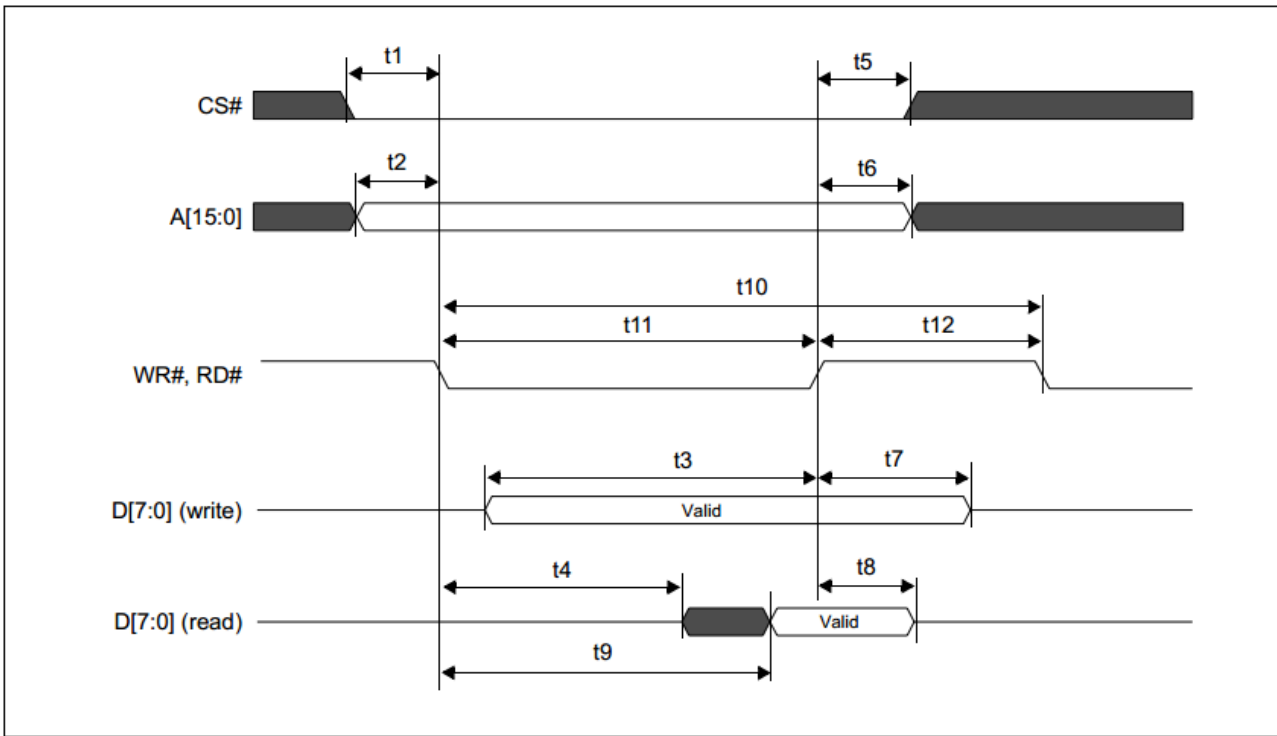 t1
t5
CS#
t2
t6
A[15:0]
t10
t11
t12
WR#, RD#
t3
t7
D[7:0] (write)
Valid
t4
t8
D[7:0] (read)
Valid
t9